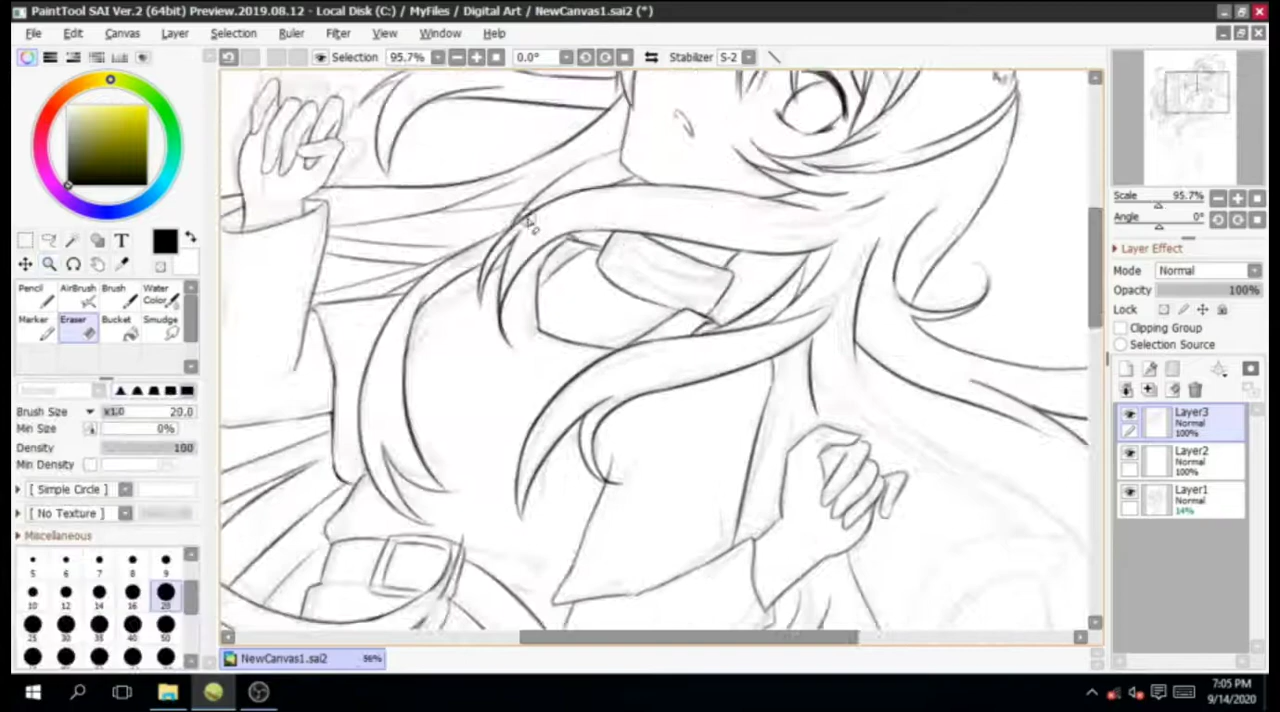 PaintTool SAI Ver.2 (64bit) Preview.2019.08.12 - Local Disk (C:) / MyFiles / Digital Art / NewCanvas1.sai2 (*)
File Edit Canvas Layer Selection Ruler Filter View Window Help
Selection 95.7% 0.0° Stabilizer S-2
Scale 95.7%
Angle 0°
Layer Effect
Mode Normal
Opacity 100%
Lock
Clipping Group
Selection Source
T
Pencil AirBrush Brush Water Color
Marker Eraser Bucket Smudge
Normal
Brush Size x1.0 20.0
Min Size 0%
Density 100
Min Density
[ Simple Circle ]
[ No Texture ]
Miscellaneous
5 6 7 8 9
10 12 14 16 20
25 30 35 40 50
Layer3
Normal
100%
Layer2
Normal
100%
Layer1
Normal
14%
NewCanvas1.sai2 56%
7:05 PM
9/14/2020